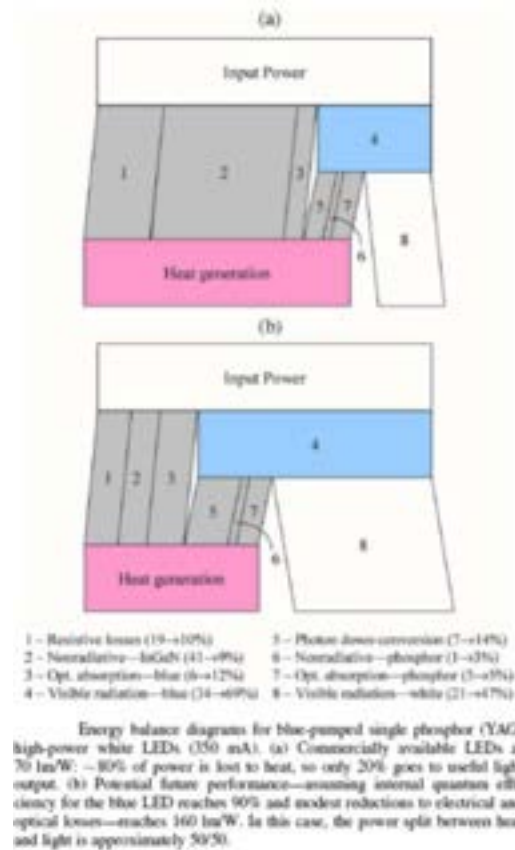 (a)
Input Power
1
2
3
4
5
7
6
8
Heat generation
(b)
Input Power
1
2
3
4
5
7
6
8
Heat generation
1 – Resistive losses (19→10%)
2 – Nonradiative—InGaN (41→9%)
3 – Opt. absorption—blue (6→12%)
4 – Visible radiation—blue (34→69%)
5 – Photon down-conversion (7→14%)
6 – Nonradiative—phosphor
7 – Opt. absorption—phosphor
8 – Visible radiation—white (21→47%)
Energy balance diagrams for blue-pumped single phosphor (YAG
high-power white LEDs (350 mA). (a) Commercially available LEDs
70 lm/W: ~80% of power is lost to heat, so only 20% goes to useful ligh
output. (b) Potential future performance—assuming internal quantum effi
ciency for the blue LED reaches 90% and modest reductions to electrical and
optical losses—reaches 160 lm/W. In this case, the power split between hea
and light is approximately 50/50.